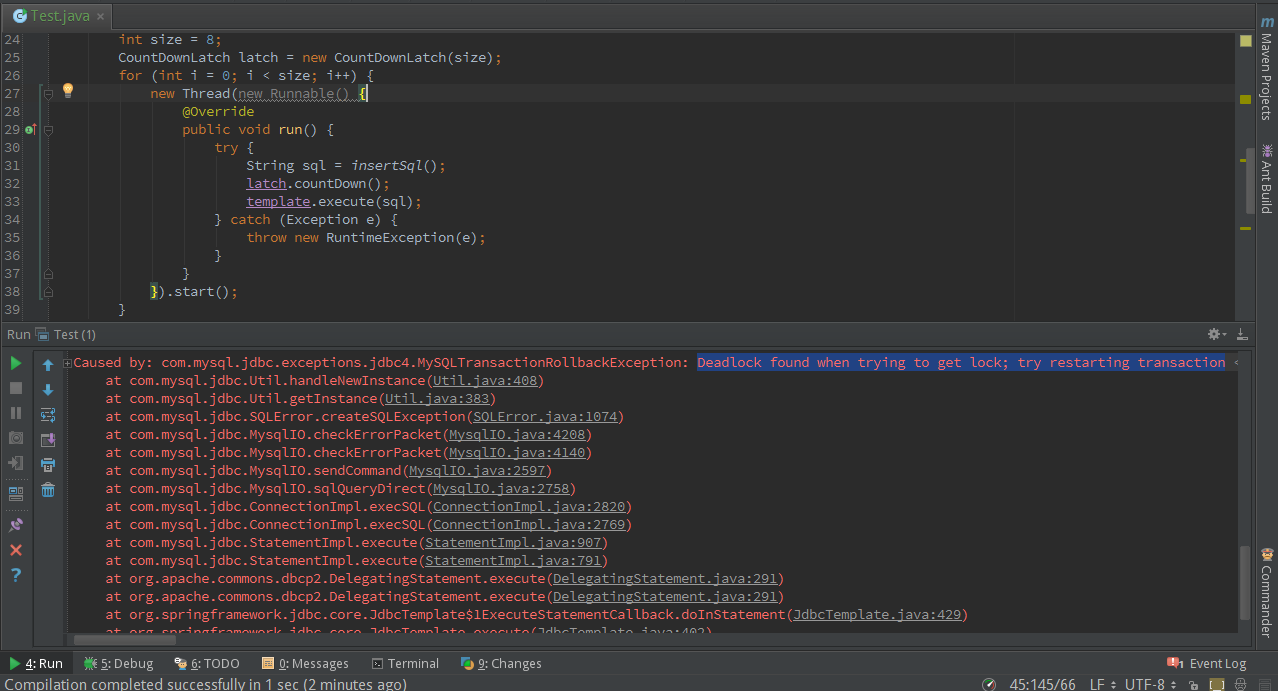 Test.java
24 int size = 8;
25 CountDownLatch latch = new CountDownLatch(size);
26 for (int i = 0; i < size; i++) {
27 new Thread(new Runnable() {
28 @Override
29 public void run() {
30 try {
31 String sql = insertSql();
32 latch.countDown();
33 template.execute(sql);
34 } catch (Exception e) {
35 throw new RuntimeException(e);
36 }
37 }
38 }).start();
39 }
m Maven Projects
Ant Build
Commander
Run Test (1)
Caused by: com.mysql.jdbc.exceptions.jdbc4.MySQLTransactionRollbackException: Deadlock found when trying to get lock; try restarting transaction <
at com.mysql.jdbc.Util.handleNewInstance(Util.java:408)
at com.mysql.jdbc.Util.getInstance(Util.java:383)
at com.mysql.jdbc.SQLError.createSQLException(SQLError.java:1074)
at com.mysql.jdbc.MysqlIO.checkErrorPacket(MysqlIO.java:4208)
at com.mysql.jdbc.MysqlIO.checkErrorPacket(MysqlIO.java:4140)
at com.mysql.jdbc.MysqlIO.sendCommand(MysqlIO.java:2597)
at com.mysql.jdbc.MysqlIO.sqlQueryDirect(MysqlIO.java:2758)
at com.mysql.jdbc.ConnectionImpl.execSQL(ConnectionImpl.java:2820)
at com.mysql.jdbc.ConnectionImpl.execSQL(ConnectionImpl.java:2769)
at com.mysql.jdbc.StatementImpl.execute(StatementImpl.java:907)
at com.mysql.jdbc.StatementImpl.execute(StatementImpl.java:791)
at org.apache.commons.dbcp2.DelegatingStatement.execute(DelegatingStatement.java:291)
at org.apache.commons.dbcp2.DelegatingStatement.execute(DelegatingStatement.java:291)
at org.springframework.jdbc.core.JdbcTemplate$1ExecuteStatementCallback.doInStatement(JdbcTemplate.java:429)
at org.springframework.jdbc.core.JdbcTemplate.execute(JdbcTemplate.java:402)
4: Run 5: Debug 6: TODO 0: Messages Terminal 9: Changes 1 Event Log
Compilation completed successfully in 1 sec (2 minutes ago) 45:145/66 LF UTF-8